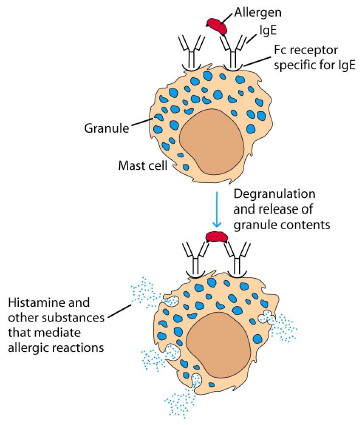 Allergen
IgE
Fc receptor
specific for IgE
Granule
Mast cell
Degranulation
and release of
granule contents
Histamine and
other substances
that mediate
allergic reactions